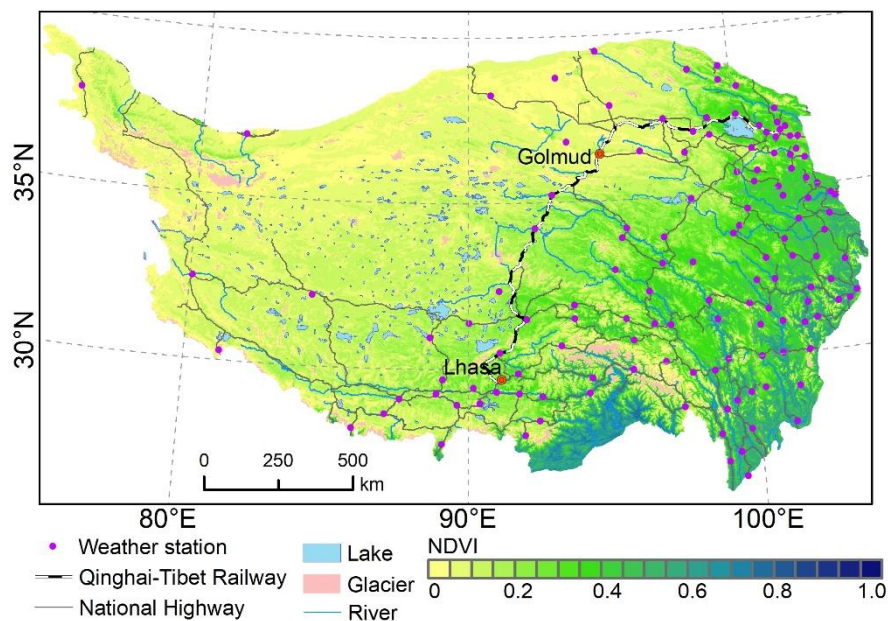 35°N
30°N
Golmud
Lhasa
0 250 500
km
80°E 90°E 100°E
Weather station
Qinghai-Tibet Railway
National Highway
Lake
Glacier
River
NDVI
0 0.2 0.4 0.6 0.8 1.0